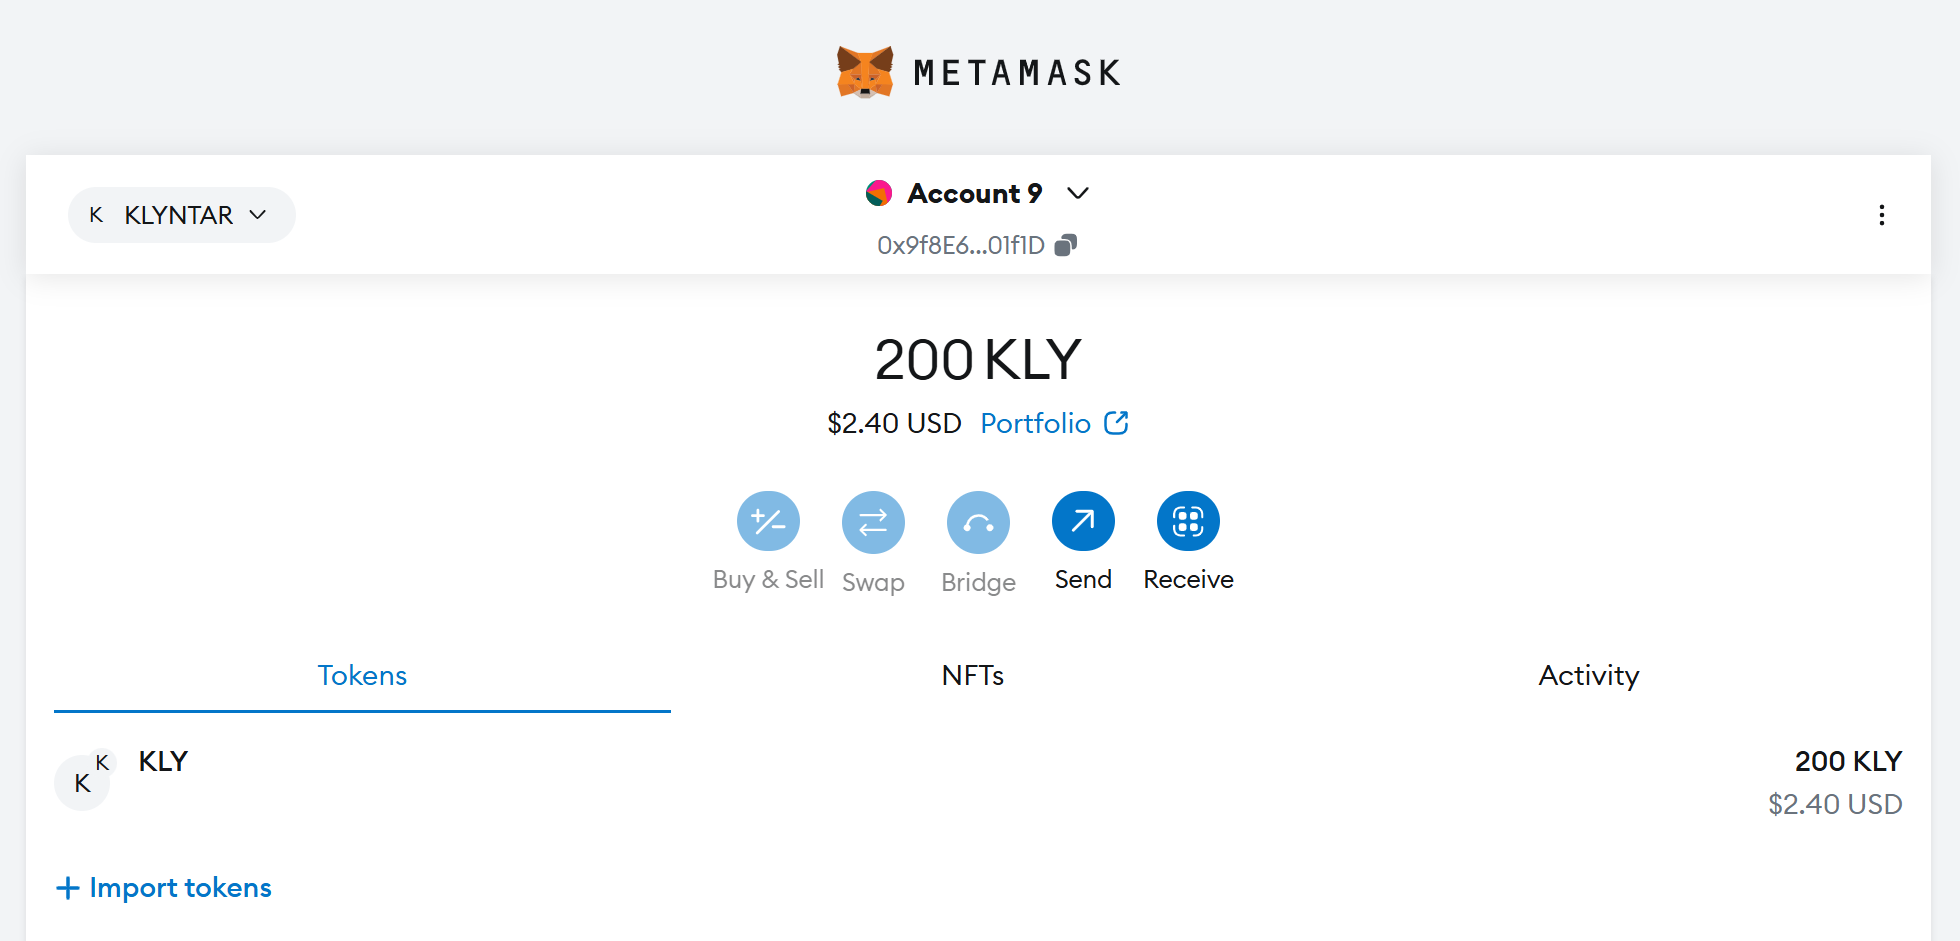 METAMASK
K KLYNTAR
Account 9
0x9f8E6...01f1D
200 KLY
$2.40 USD Portfolio
Buy & Sell Swap Bridge Send Receive
Tokens NFTs Activity
K K KLY 200 KLY
$2.40 USD
+ Import tokens